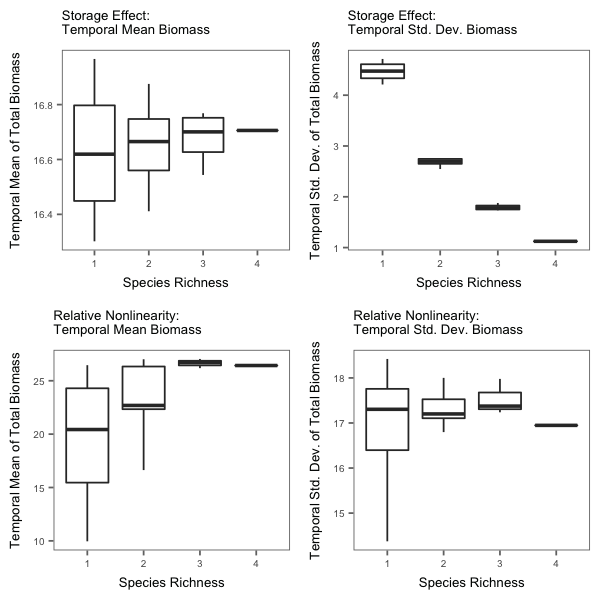 Storage Effect:
Temporal Mean Biomass
Temporal Mean of Total Biomass
16.8
16.6
16.4
1 2 3 4
Species Richness
Storage Effect:
Temporal Std. Dev. Biomass
Temporal Std. Dev. of Total Biomass
4
3
2
1
1 2 3 4
Species Richness
Relative Nonlinearity:
Temporal Mean Biomass
Temporal Mean of Total Biomass
25
20
15
10
1 2 3 4
Species Richness
Relative Nonlinearity:
Temporal Std. Dev. Biomass
Temporal Std. Dev. of Total Biomass
18
17
16
15
1 2 3 4
Species Richness